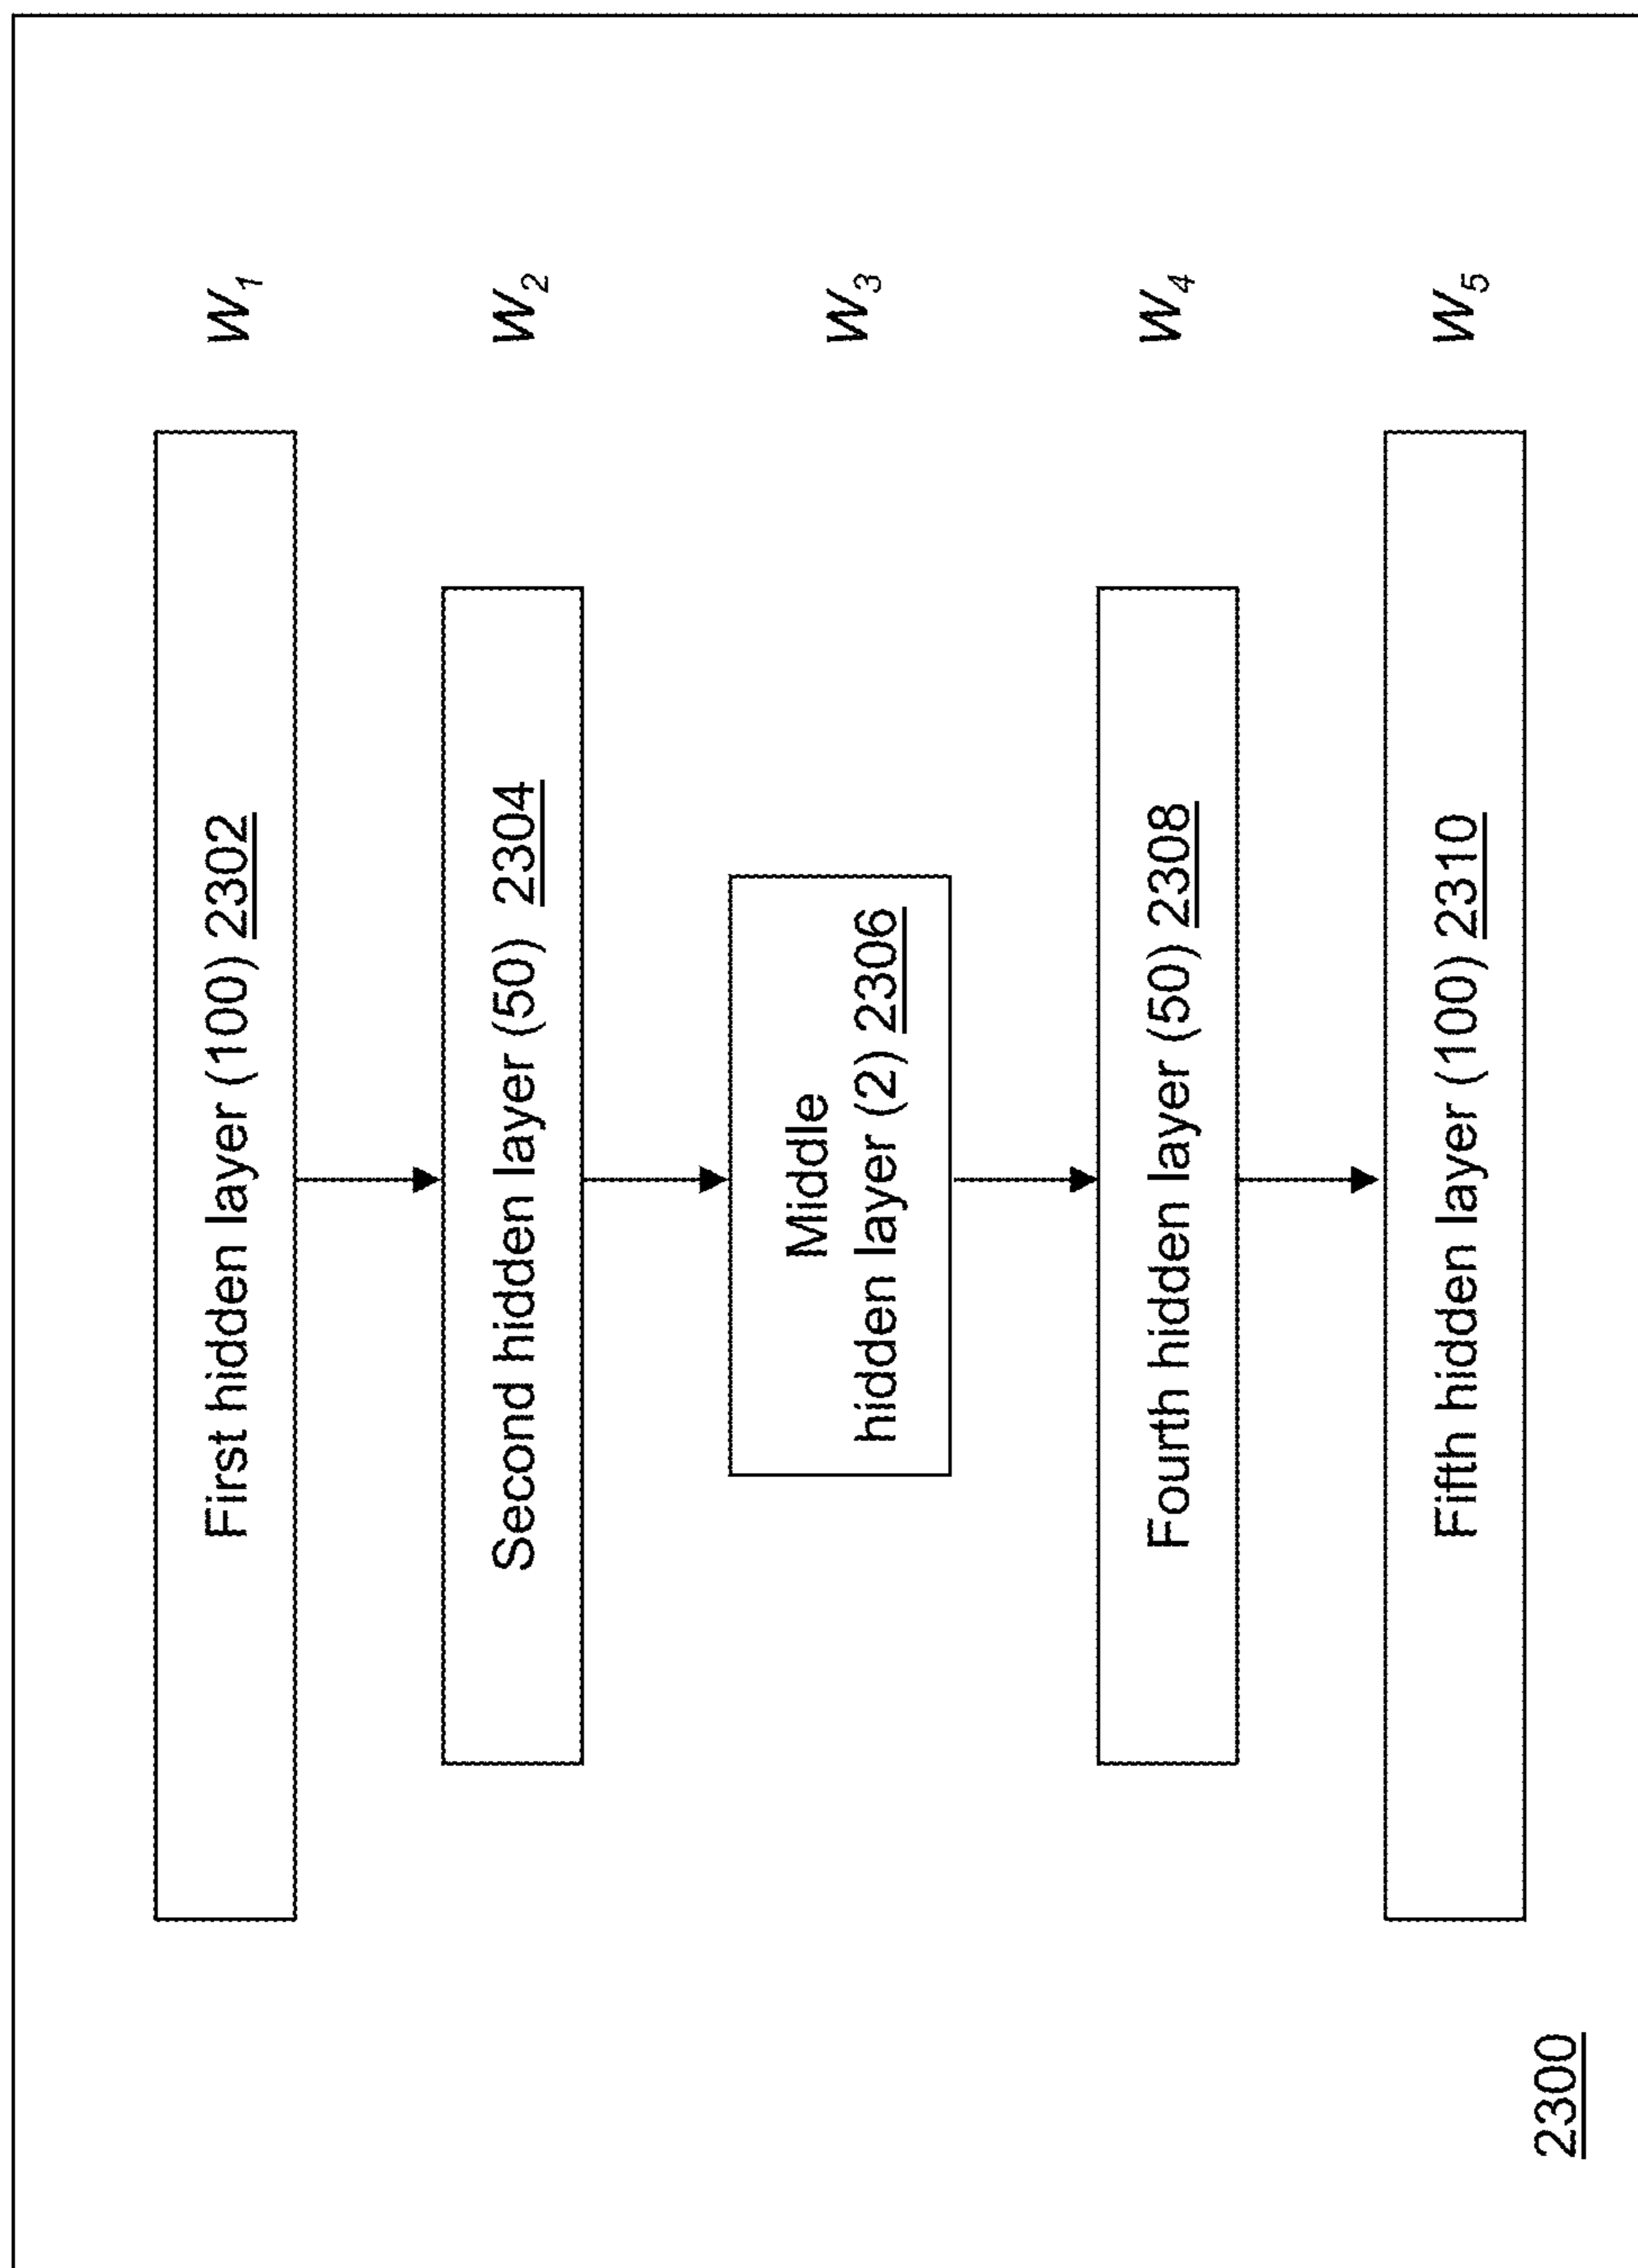 First hidden layer (100) 2302
W1
Second hidden layer (50) 2304
W2
Middle
hidden layer (2) 2306
W3
Fourth hidden layer (50) 2308
W4
Fifth hidden layer (100) 2310
W5
2300